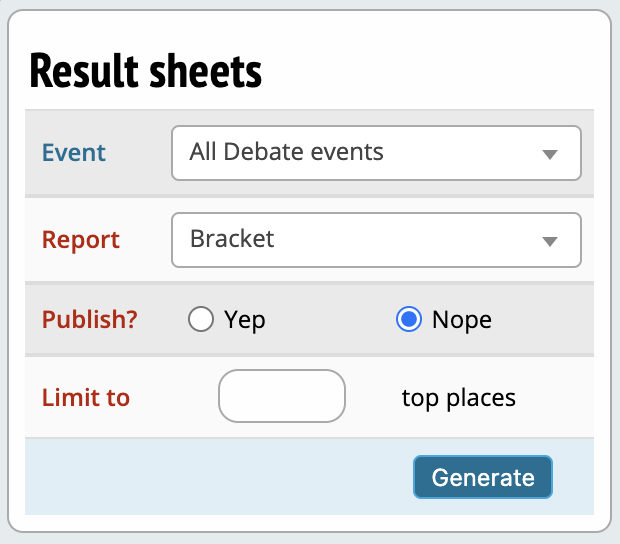 Result sheets
Event All Debate events
Report Bracket
Publish? Yep Nope
Limit to top places
Generate